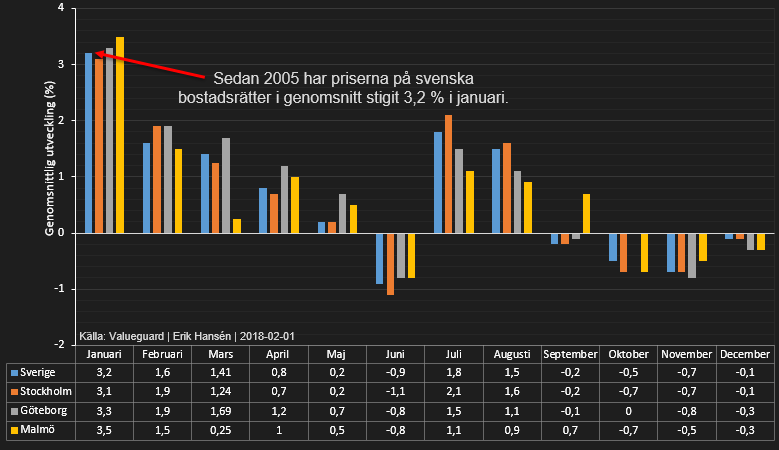 4
3
2
1
0
-1
-2
Genomsnittlig utveckling (%)
Sedan 2005 har priserna på svenska
bostadsrätter i genomsnitt stigit 3,2 % i januari.
Källa: Valueguard | Erik Hansén | 2018-02-01
Januari Februari Mars April Maj Juni Juli Augusti September Oktober November December
Sverige 3,2 1,6 1,41 0,8 0,2 -0,9 1,8 1,5 -0,2 -0,5 -0,7 -0,1
Stockholm 3,1 1,9 1,24 0,7 0,2 -1,1 2,1 1,6 -0,2 -0,7 -0,7 -0,1
Göteborg 3,3 1,9 1,69 1,2 0,7 -0,8 1,5 1,1 -0,1 0 -0,8 -0,3
Malmö 3,5 1,5 0,25 1 0,5 -0,8 1,1 0,9 0,7 -0,7 -0,5 -0,3